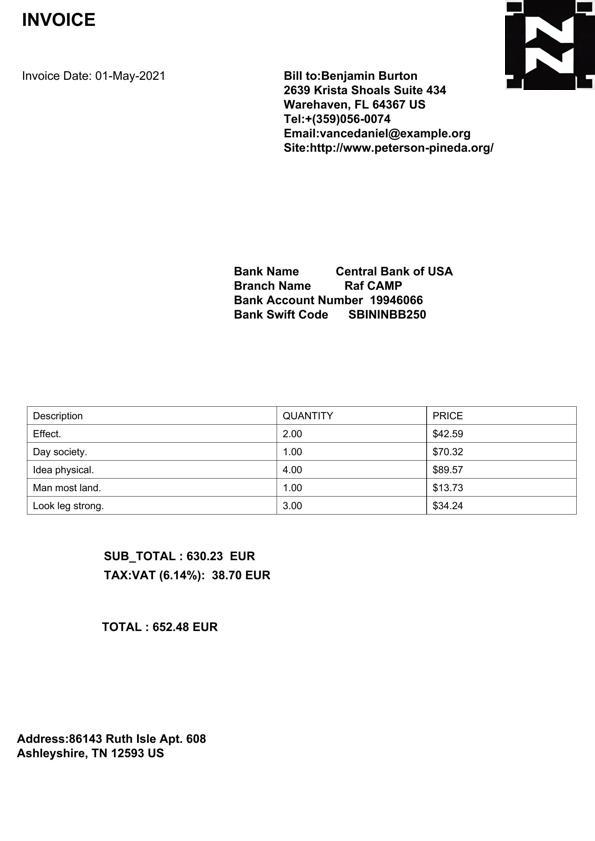 INVOICE
Invoice Date: 01-May-2021
Bill to:Benjamin Burton
2639 Krista Shoals Suite 434
Warehaven, FL 64367 US
Tel:+(359)056-0074
Email:vancedaniel@example.org
Site:http://www.peterson-pineda.org/
Bank Name Central Bank of USA
Branch Name Raf CAMP
Bank Account Number 19946066
Bank Swift Code SBININBB250
Description QUANTITY PRICE
Effect. 2.00 $42.59
Day society. 1.00 $70.32
Idea physical. 4.00 $89.57
Man most land. 1.00 $13.73
Look leg strong. 3.00 $34.24
SUB_TOTAL : 630.23 EUR
TAX:VAT (6.14%): 38.70 EUR
TOTAL : 652.48 EUR
Address:86143 Ruth Isle Apt. 608
Ashleyshire, TN 12593 US